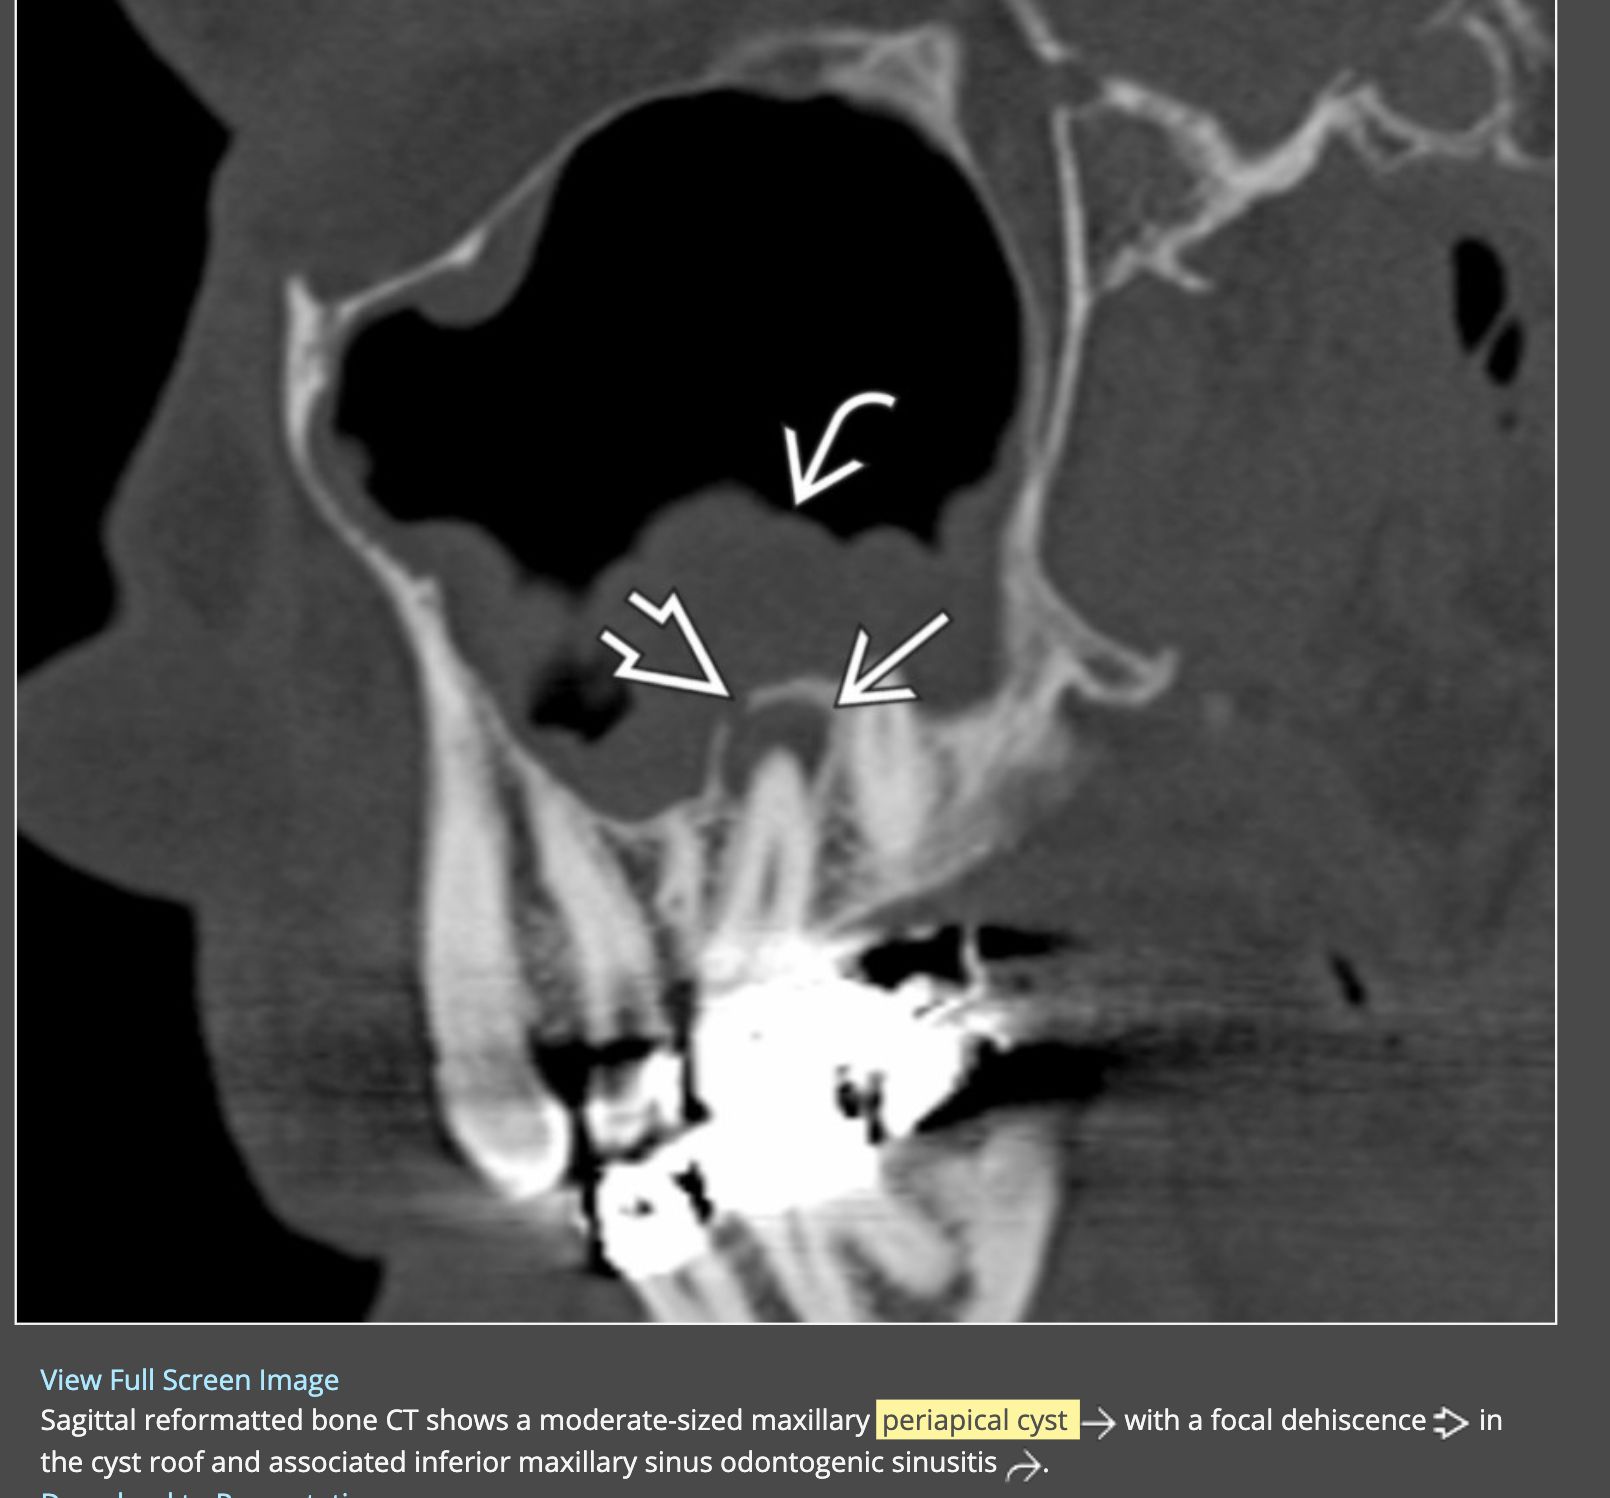 View Full Screen Image
Sagittal reformatted bone CT shows a moderate-sized maxillary periapical cyst → with a focal dehiscence ⇨ in
the cyst roof and associated inferior maxillary sinus odontogenic sinusitis ↷.